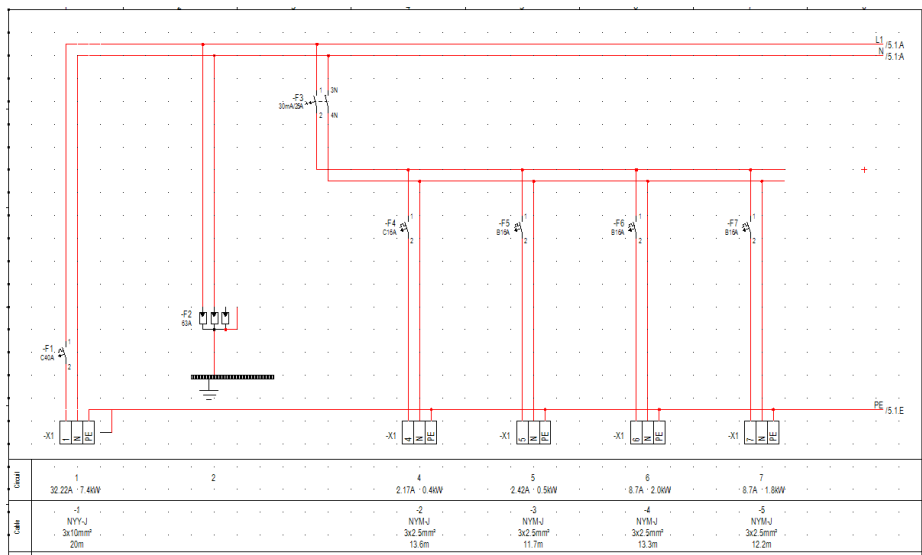 L1 /5.1:A
N /5.1:A
1 3N
-F3
30mA/25A
2 4N
1 1 1 1
-F4 -F5 -F6 -F7
C16A B16A B16A B16A
2 2 2 2
-F2
63A
1
-F1
C40A
2
PE /5.1:E
-X1 1 N PE -X1 4 N PE -X1 5 N PE -X1 6 N PE -X1 7 N PE
Circuit 1 2 4 5 6 7
32.22A · 7.4kW 2.17A · 0.4kW 2.42A · 0.5kW 8.7A · 2.0kW 8.7A · 1.8kW
Cable -1 -2 -3 -4 -5
NYY-J NYM-J NYM-J NYM-J NYM-J
3x10mm² 3x2.5mm² 3x2.5mm² 3x2.5mm² 3x2.5mm²
20m 13.6m 11.7m 13.3m 12.2m